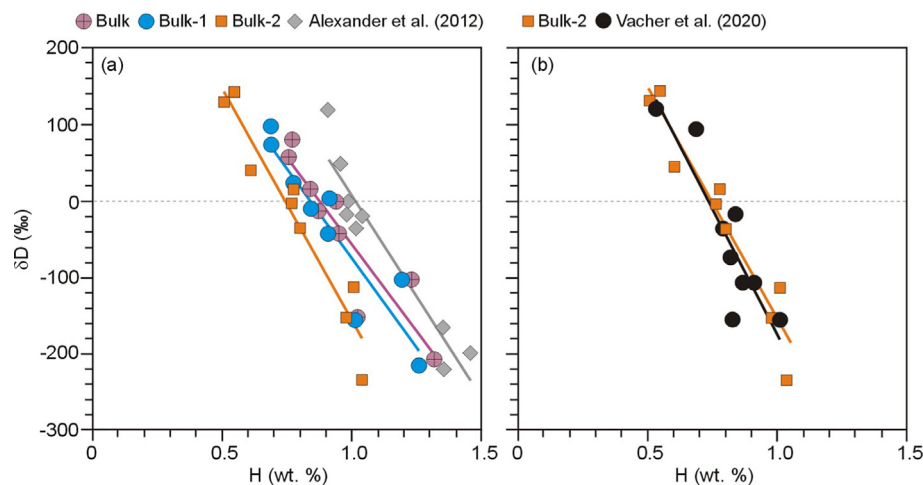 Bulk Bulk-1 Bulk-2 Alexander et al. (2012) Bulk-2 Vacher et al. (2020)
200
(a) (b)
100
0
-100
-200
-300
δD (‰)
0 0.5 1.0 1.5 0 0.5 1.0 1.5
H (wt. %) H (wt. %)